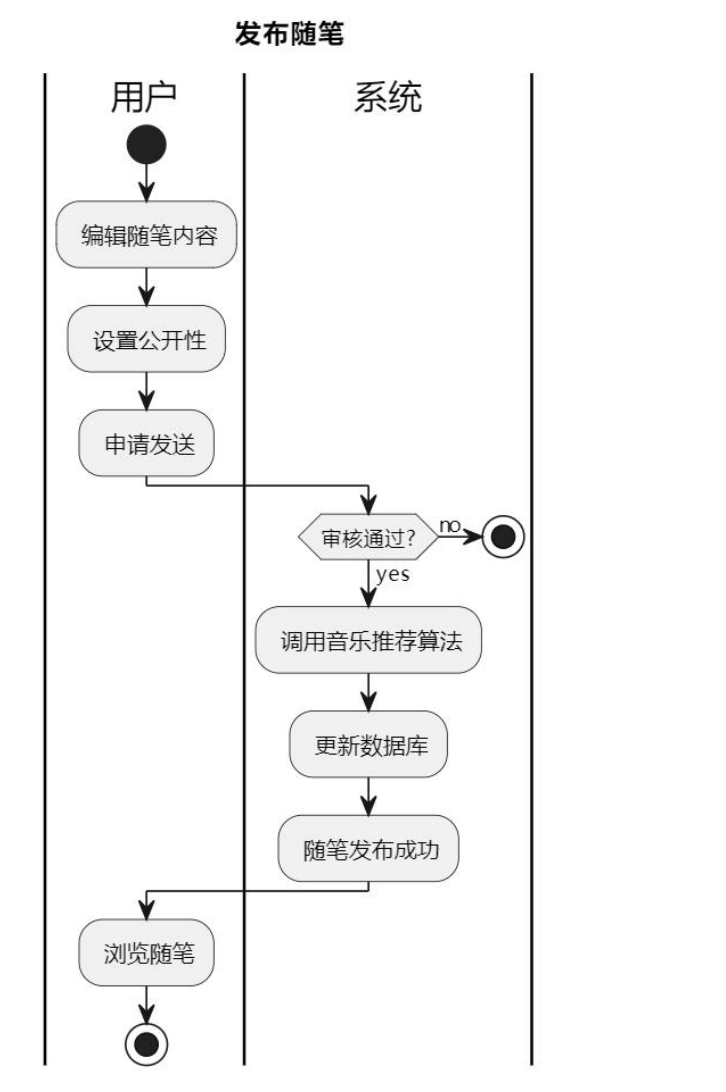 发布随笔
用户
系统
编辑随笔内容
设置公开性
申请发送
审核通过?
no
yes
调用音乐推荐算法
更新数据库
随笔发布成功
浏览随笔